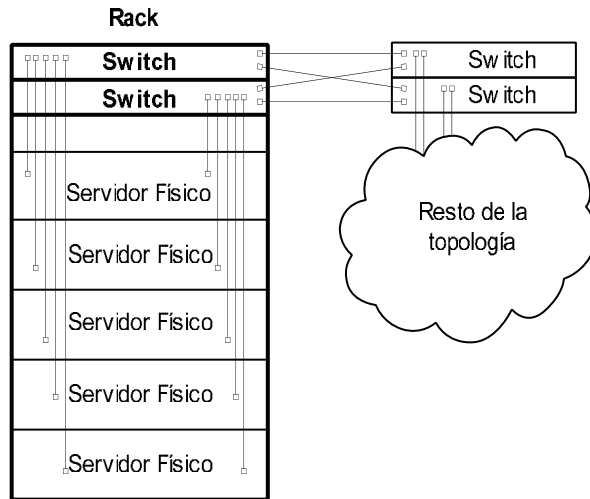 Rack
Switch
Switch
Servidor Físico
Servidor Físico
Servidor Físico
Servidor Físico
Servidor Físico
Switch
Switch
Resto de la
topología